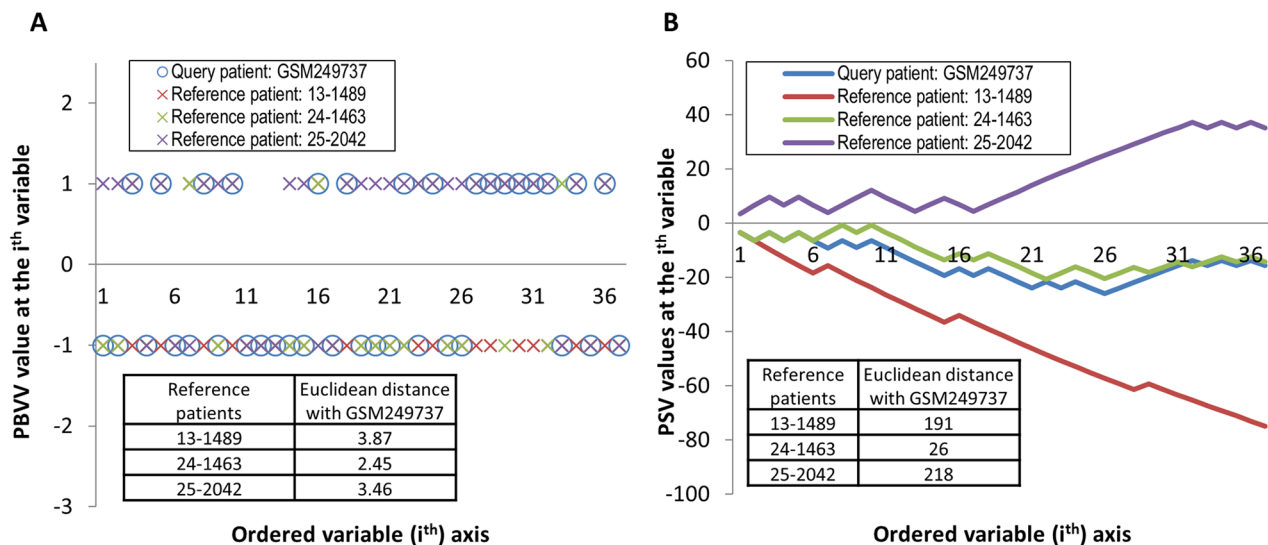 A
Query patient: GSM249737
Reference patient: 13-1489
Reference patient: 24-1463
Reference patient: 25-2042
PBVV value at the ith variable
2
1
0
-1
-2
-3
1 6 11 16 21 26 31 36
Reference patients Euclidean distance with GSM249737
13-1489 3.87
24-1463 2.45
25-2042 3.46
Ordered variable (ith) axis
B
Query patient: GSM249737
Reference patient: 13-1489
Reference patient: 24-1463
Reference patient: 25-2042
PSV values at the ith variable
60
40
20
0
-20
-40
-60
-80
-100
1 6 11 16 21 26 31 36
Reference patients Euclidean distance with GSM249737
13-1489 191
24-1463 26
25-2042 218
Ordered variable (ith) axis